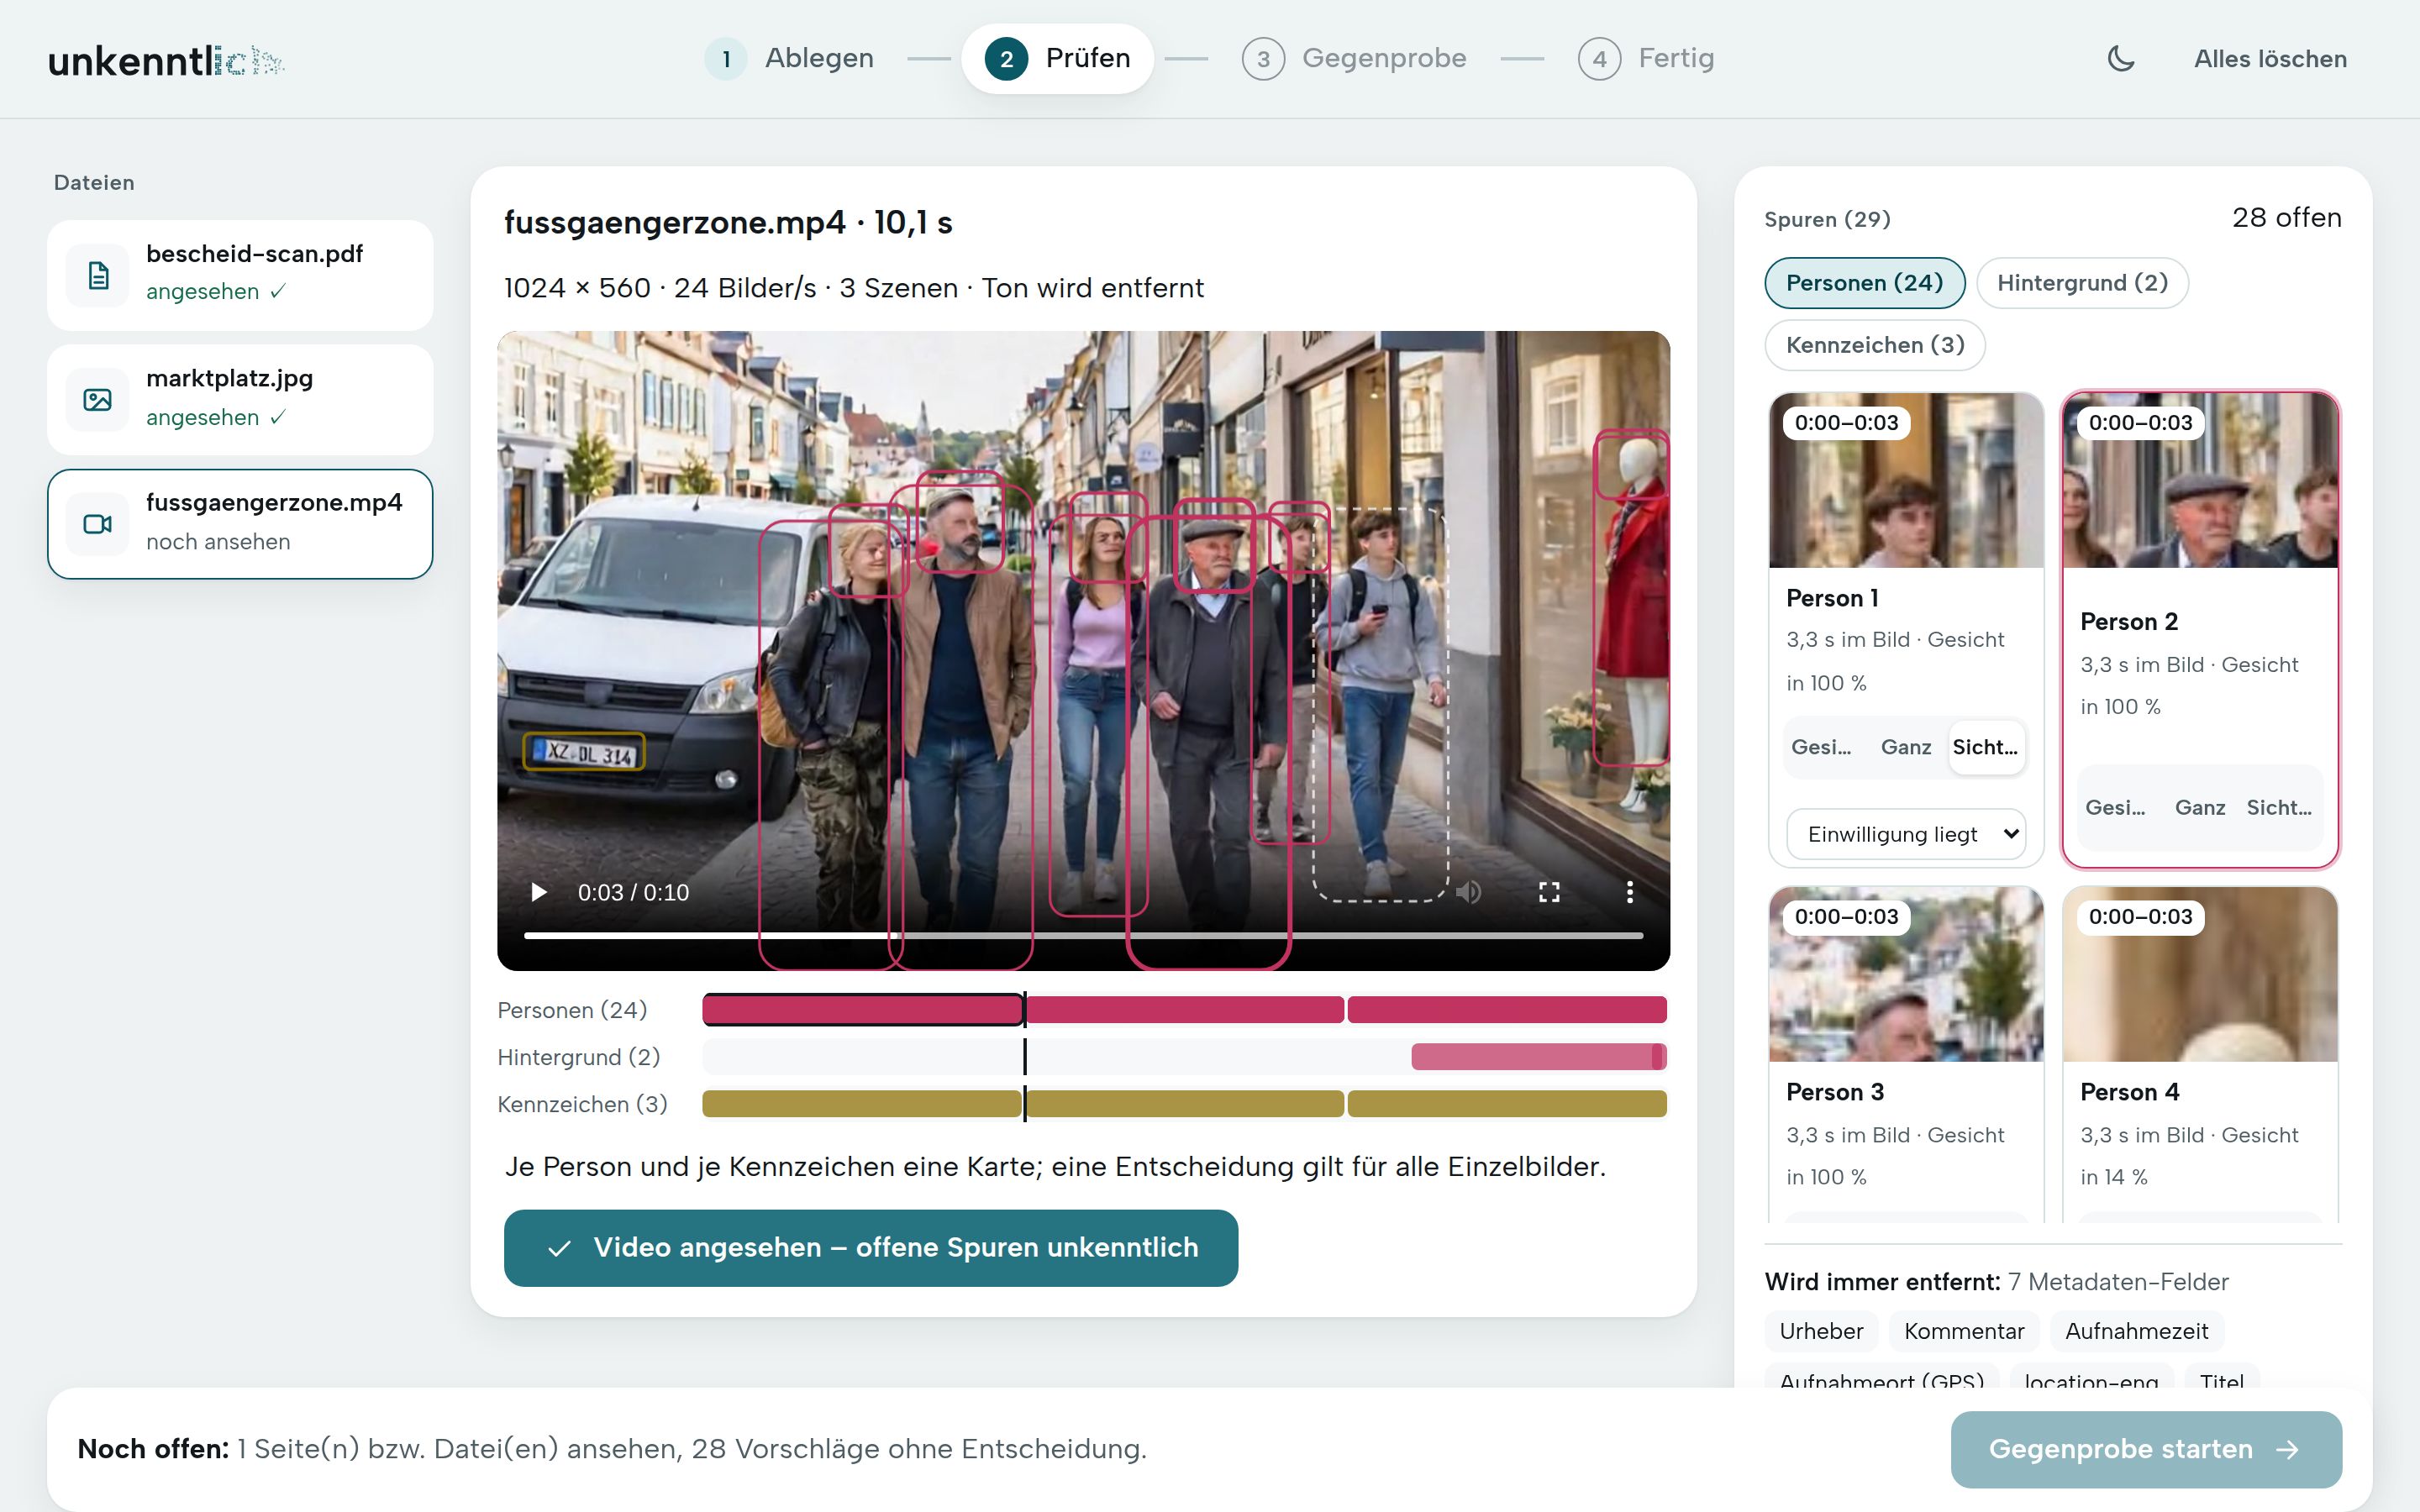 unkenntlich
1 Ablegen
2 Prüfen
3 Gegenprobe
4 Fertig
Alles löschen
Dateien
bescheid-scan.pdf
angesehen ✓
marktplatz.jpg
angesehen ✓
fussgaengerzone.mp4
noch ansehen
fussgaengerzone.mp4 · 10,1 s
1024 × 560 · 24 Bilder/s · 3 Szenen · Ton wird entfernt
XZ·DL 314
0:03 / 0:10
Personen (24)
Hintergrund (2)
Kennzeichen (3)
Je Person und je Kennzeichen eine Karte; eine Entscheidung gilt für alle Einzelbilder.
✓ Video angesehen – offene Spuren unkenntlich
Spuren (29)
28 offen
Personen (24)
Hintergrund (2)
Kennzeichen (3)
0:00–0:03
Person 1
3,3 s im Bild · Gesicht
in 100 %
Gesi… Ganz Sicht…
Einwilligung liegt
0:00–0:03
Person 2
3,3 s im Bild · Gesicht
in 100 %
Gesi… Ganz Sicht…
0:00–0:03
Person 3
3,3 s im Bild · Gesicht
in 100 %
0:00–0:03
Person 4
3,3 s im Bild · Gesicht
in 14 %
Wird immer entfernt: 7 Metadaten-Felder
Urheber Kommentar Aufnahmezeit
Aufnahmeort (GPS) location-eng Titel
Noch offen: 1 Seite(n) bzw. Datei(en) ansehen, 28 Vorschläge ohne Entscheidung.
Gegenprobe starten →